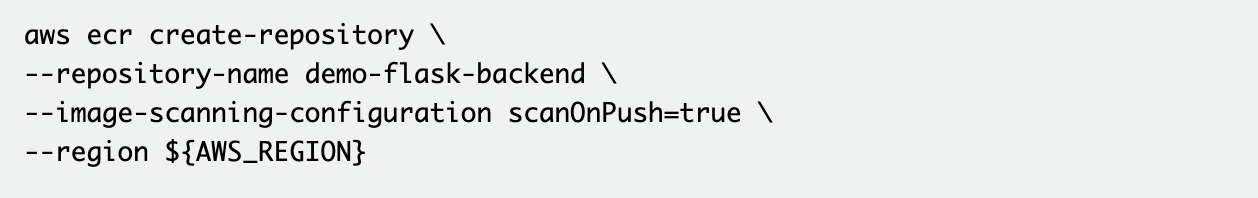 aws ecr create-repository \
--repository-name demo-flask-backend \
--image-scanning-configuration scanOnPush=true \
--region ${AWS_REGION}